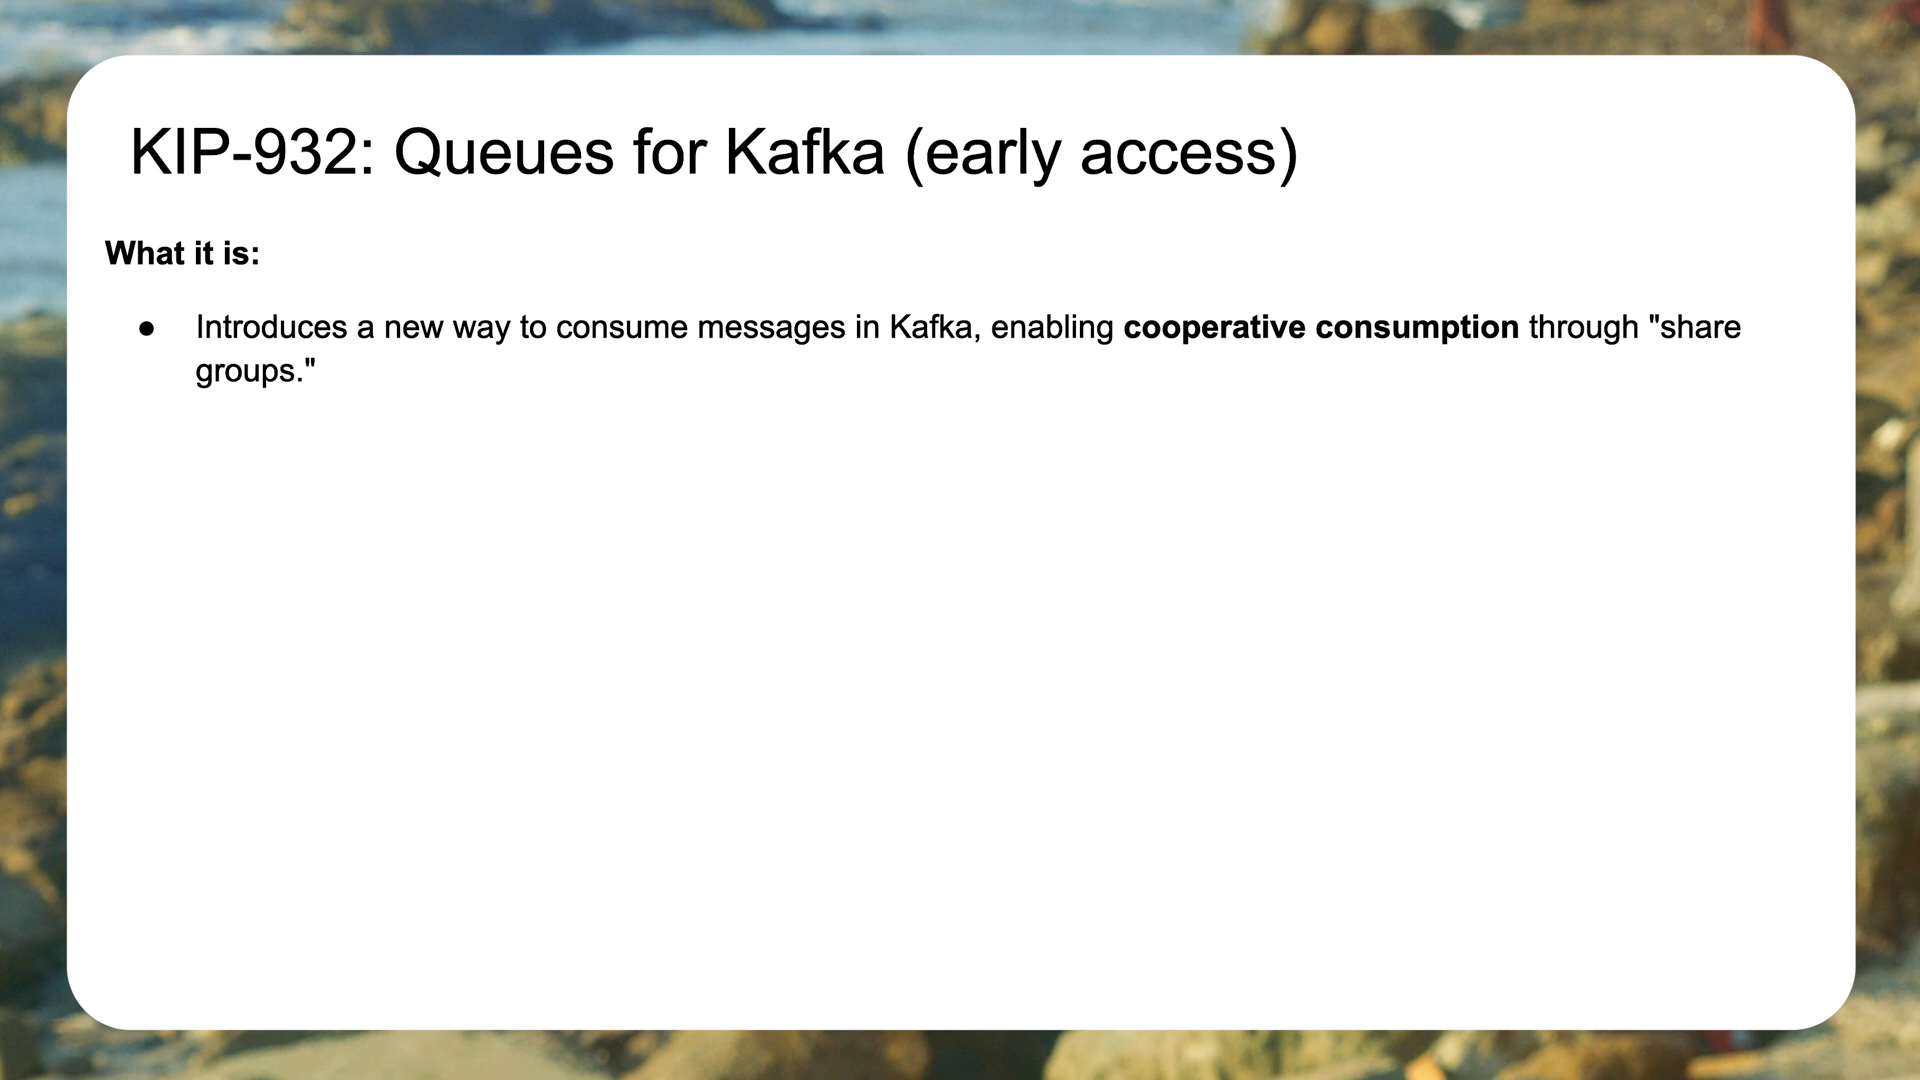 KIP-932: Queues for Kafka (early access)
What it is:
● Introduces a new way to consume messages in Kafka, enabling cooperative consumption through "share
groups."